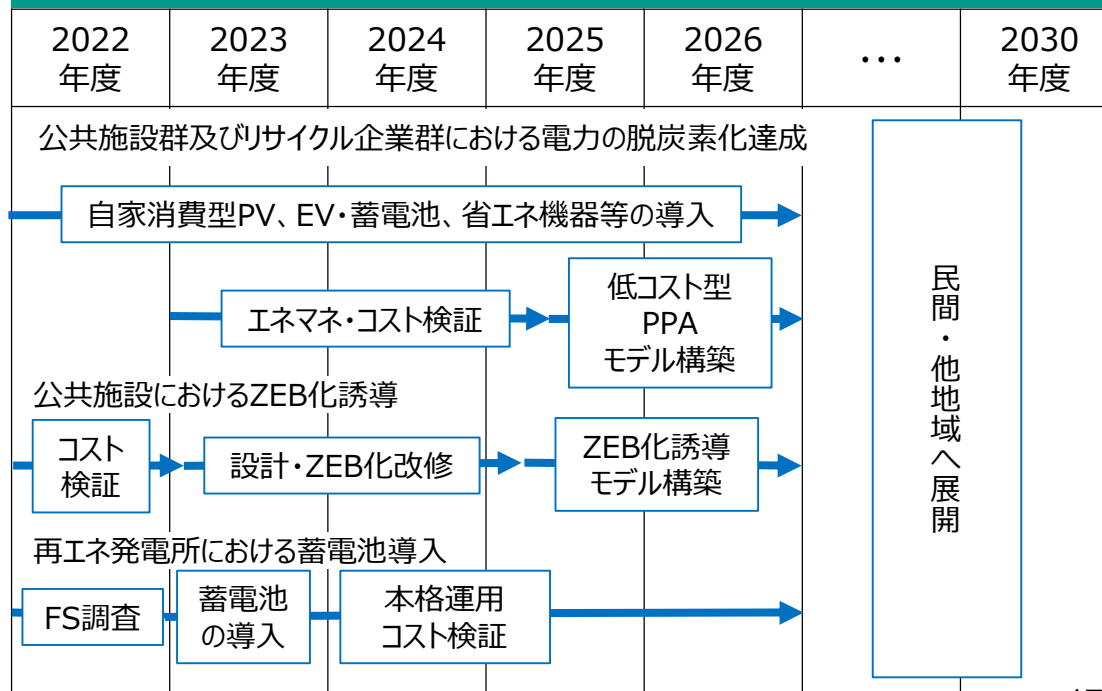 2022
年度
2023
年度
2024
年度
2025
年度
2026
年度
…
2030
年度
公共施設群及びリサイクル企業群における電力の脱炭素化達成
自家消費型PV、EV・蓄電池、省エネ機器等の導入
エネマネ・コスト検証
低コスト型
PPA
モデル構築
公共施設におけるZEB化誘導
コスト
検証
設計・ZEB化改修
ZEB化誘導
モデル構築
再エネ発電所における蓄電池導入
FS調査
蓄電池
の導入
本格運用
コスト検証
民間・他地域へ展開